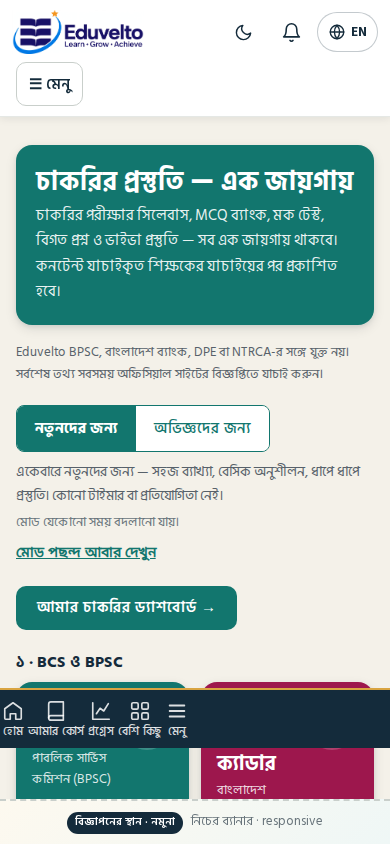 Eduvelto
Learn • Grow • Achieve
EN
☰ মেনু
চাকরির প্রস্তুতি — এক জায়গায়
চাকরির পরীক্ষার সিলেবাস, MCQ ব্যাংক, মক টেস্ট,
বিগত প্রশ্ন ও ভাইভা প্রস্তুতি — সব এক জায়গায় থাকবে।
কনটেন্ট যাচাইকৃত শিক্ষকের যাচাইয়ের পর প্রকাশিত
হবে।
Eduvelto BPSC, বাংলাদেশ ব্যাংক, DPE বা NTRCA-র সঙ্গে যুক্ত নয়।
সর্বশেষ তথ্য সবসময় অফিসিয়াল সাইটের বিজ্ঞপ্তিতে যাচাই করুন।
নতুনদের জন্য অভিজ্ঞদের জন্য
একেবারে নতুনদের জন্য — সহজ ব্যাখ্যা, বেসিক অনুশীলন, ধাপে ধাপে
প্রস্তুতি। কোনো টাইমার বা প্রতিযোগিতা নেই।
মোড যেকোনো সময় বদলানো যায়।
মোড পছন্দ আবার দেখুন
আমার চাকরির ড্যাশবোর্ড →
১ · BCS ও BPSC
হোম আমার কোর্স প্রগ্রেস বেশি কিছু মেনু
পাবলিক সার্ভিস
কমিশন (BPSC)
ক্যাডার
বাংলাদেশ
বিজ্ঞাপনের স্থান · নমুনা নিচের ব্যানার · responsive